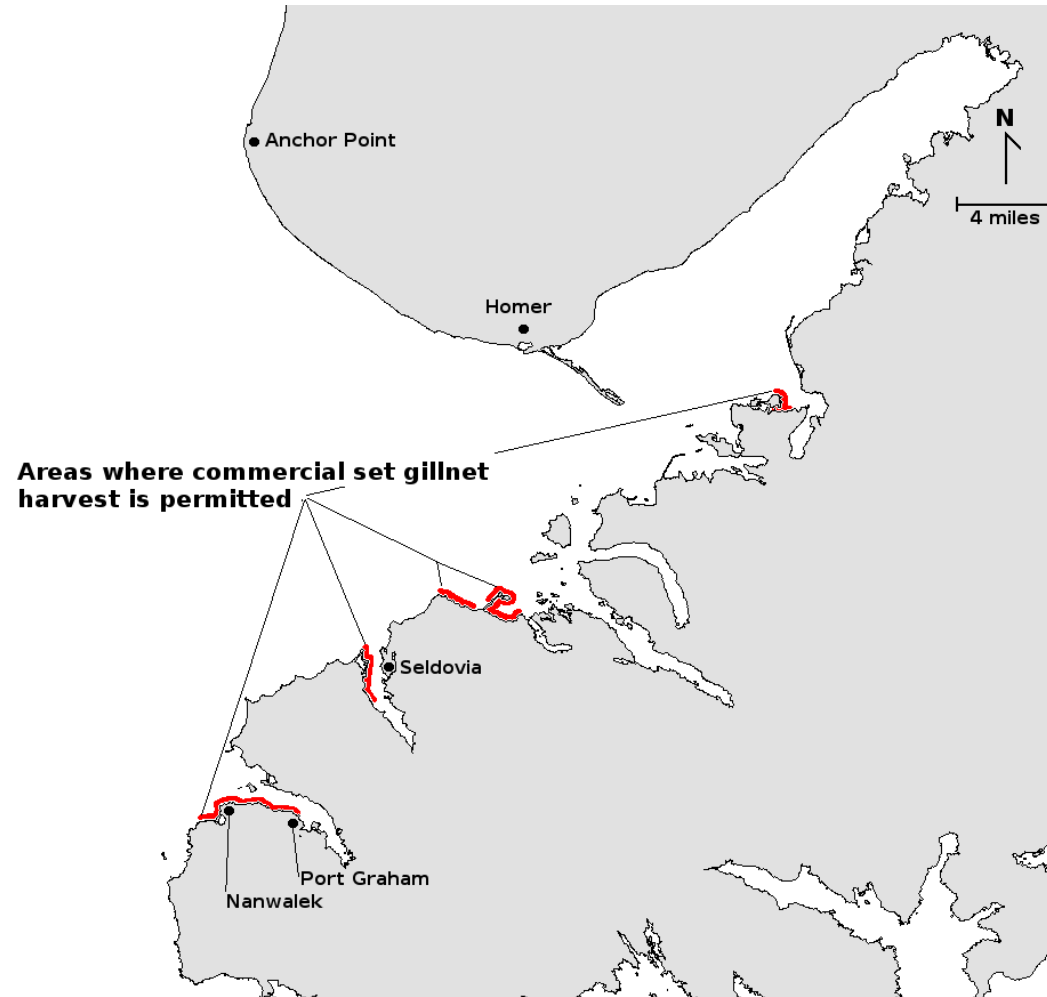 Anchor Point
N
4 miles
Homer
Areas where commercial set gillnet
harvest is permitted
Seldovia
Port Graham
Nanwalek